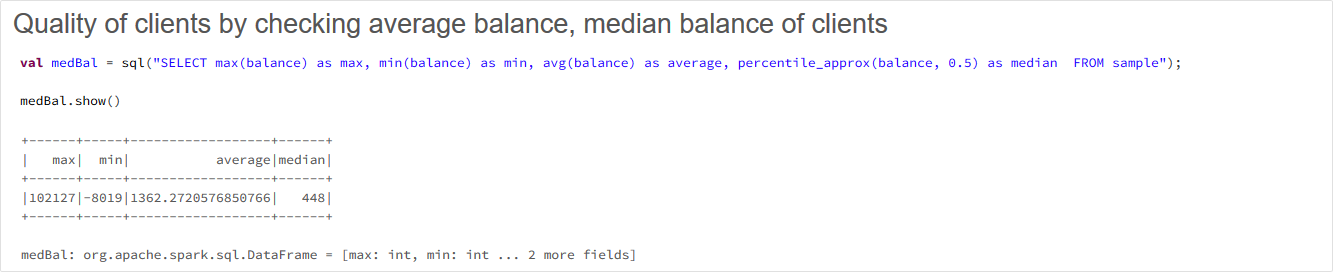 Quality of clients by checking average balance, median balance of clients
val medBal = sql("SELECT max(balance) as max, min(balance) as min, avg(balance) as average, percentile_approx(balance, 0.5) as median  FROM sample");
medBal.show()
+------+-----+------------------+------+
|   max|  min|           average|median|
+------+-----+------------------+------+
|102127|-8019|1362.2720576850766|   448|
+------+-----+------------------+------+
medBal: org.apache.spark.sql.DataFrame = [max: int, min: int ... 2 more fields]